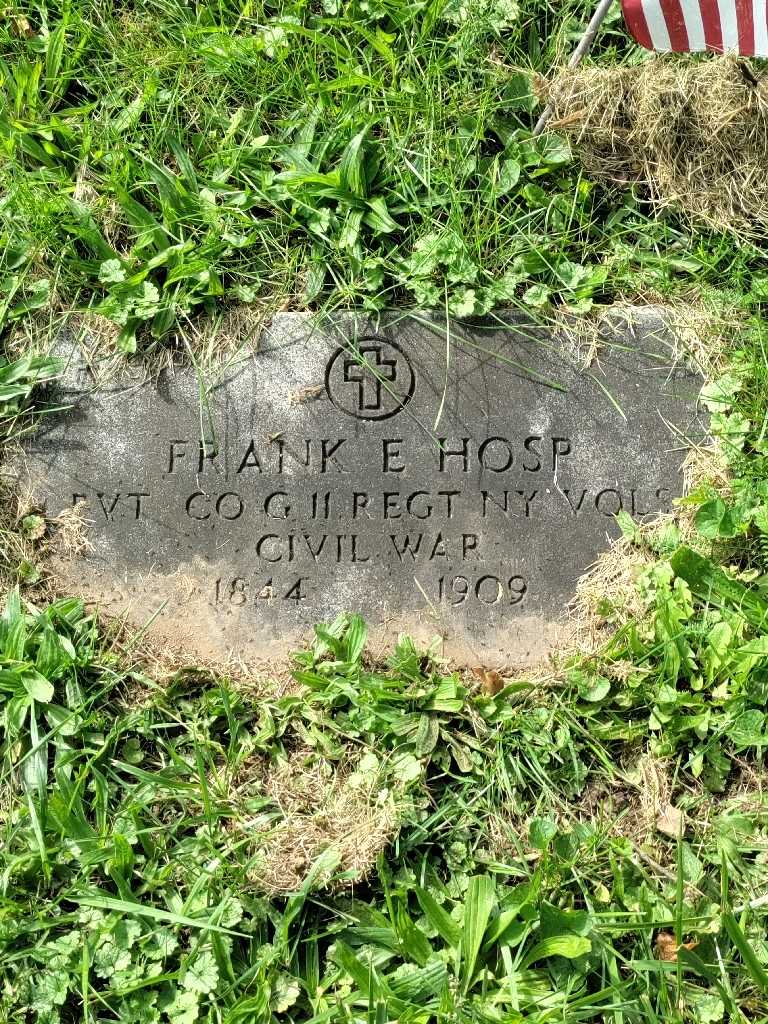 FRANK E HOSP
PVT CO G 11 REGT NY VOLS
CIVIL WAR
1844 1909